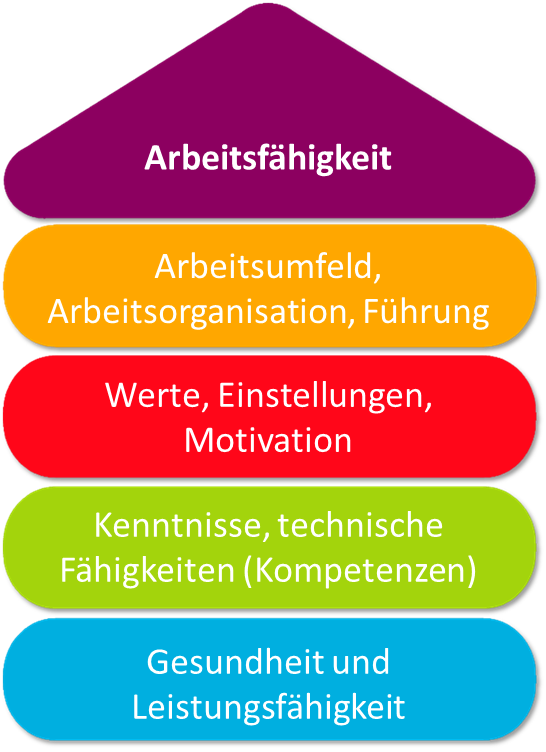 Arbeitsfähigkeit
Arbeitsumfeld,
Arbeitsorganisation, Führung
Werte, Einstellungen,
Motivation
Kenntnisse, technische
Fähigkeiten (Kompetenzen)
Gesundheit und
Leistungsfähigkeit